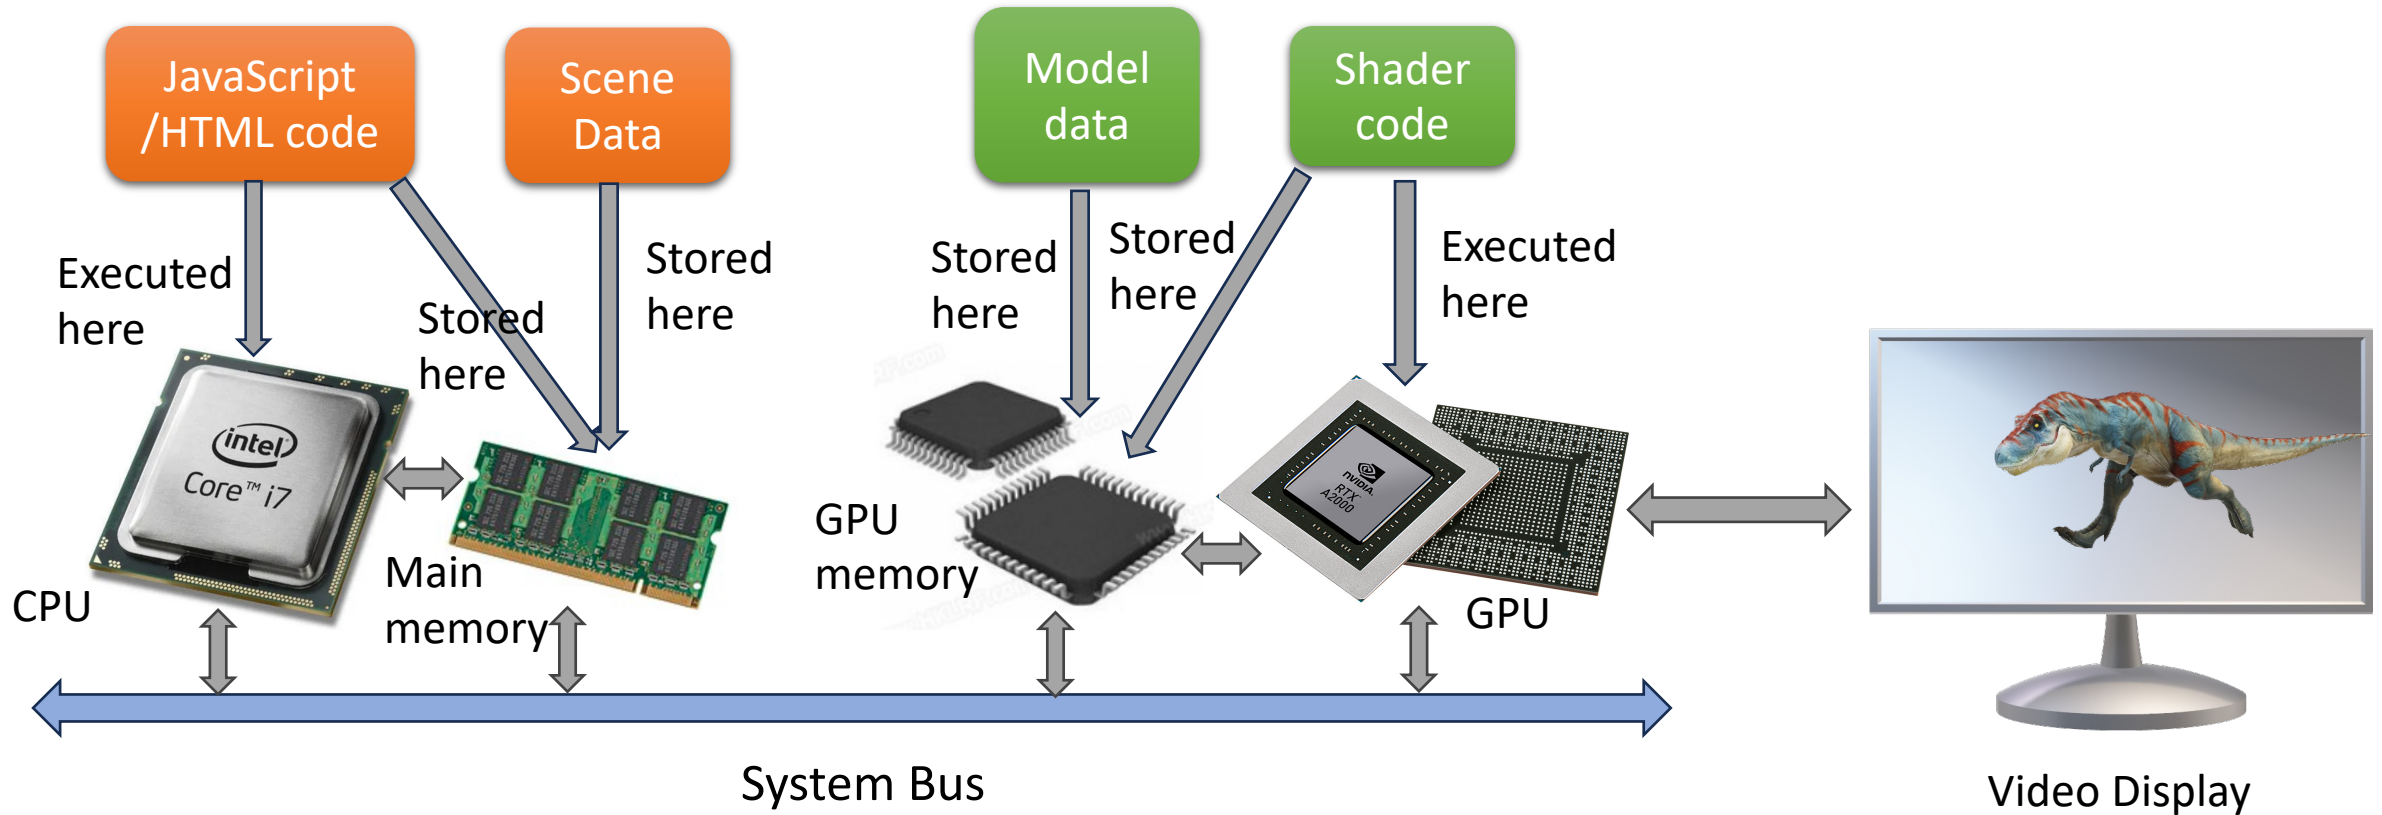 JavaScript
/HTML code
Scene
Data
Model
data
Shader
code
Executed
here
Stored
here
Stored
here
Stored
here
Stored
here
Executed
here
intel
Core™ i7
NVIDIA.
RTX
A2000
CPU
Main
memory
GPU
memory
GPU
System Bus
Video Display